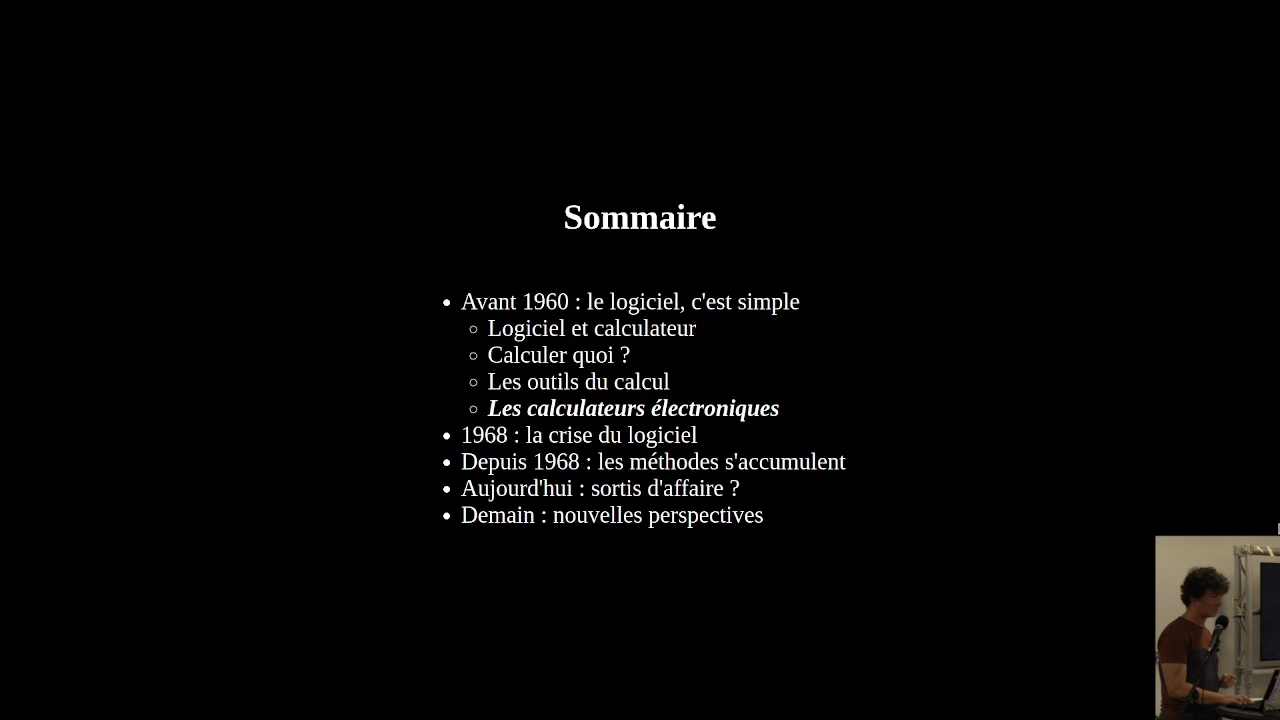 Sommaire
Avant 1960 : le logiciel, c'est simple
Logiciel et calculateur
Calculer quoi ?
Les outils du calcul
Les calculateurs électroniques
1968 : la crise du logiciel
Depuis 1968 : les méthodes s'accumulent
Aujourd'hui : sortis d'affaire ?
Demain : nouvelles perspectives